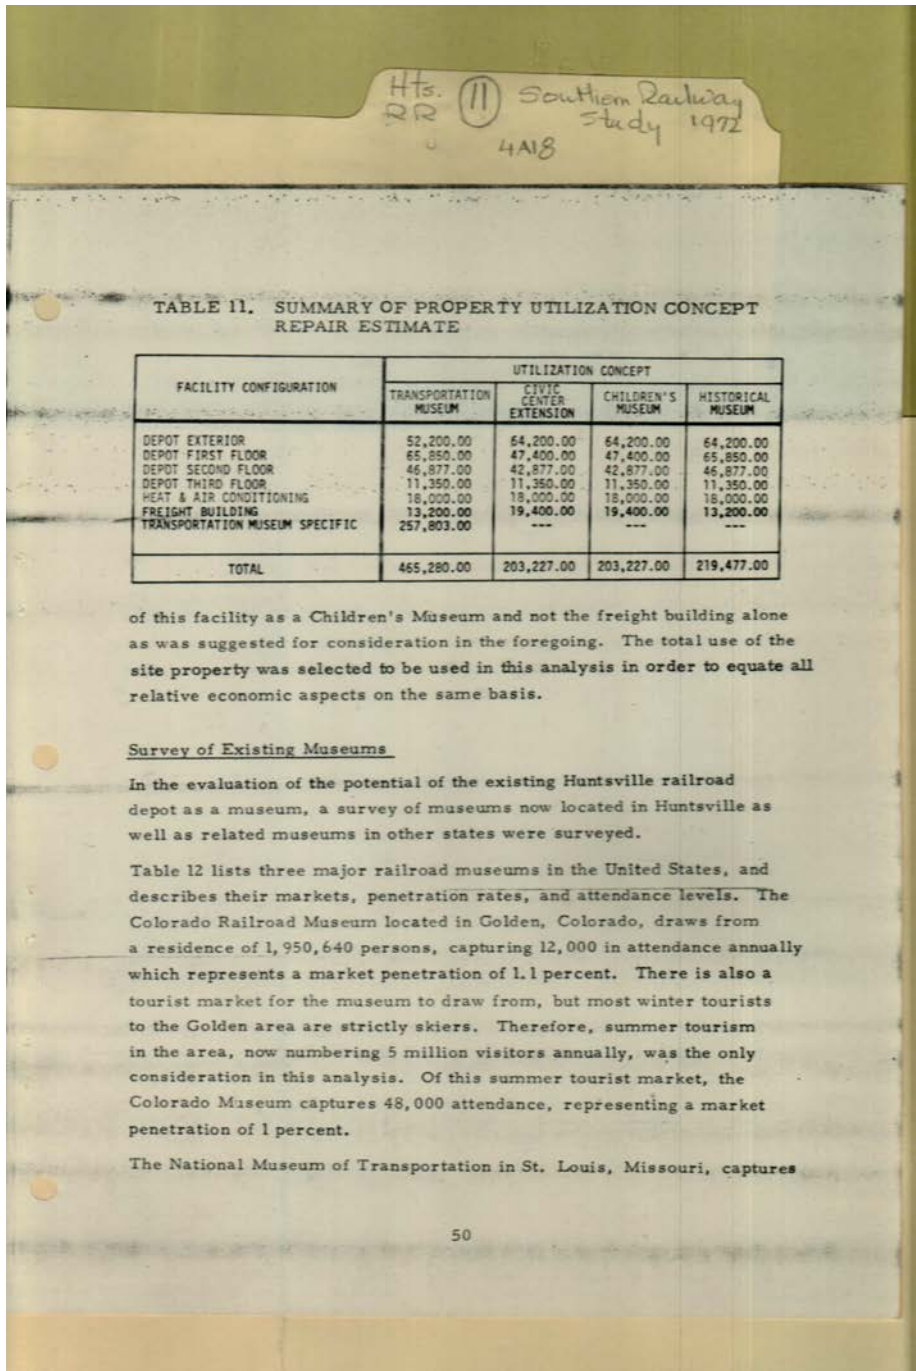 Hts. (11) Southern Railway
RR Study 1972
4A18
TABLE 11. SUMMARY OF PROPERTY UTILIZATION CONCEPT
REPAIR ESTIMATE
FACILITY CONFIGURATION UTILIZATION CONCEPT
TRANSPORTATION MUSEUM CIVIC CENTER EXTENSION CHILDREN'S MUSEUM HISTORICAL MUSEUM
DEPOT EXTERIOR 52,200.00 64,200.00 64,200.00 64,200.00
DEPOT FIRST FLOOR 65,850.00 47,400.00 47,400.00 65,850.00
DEPOT SECOND FLOOR 46,877.00 42,877.00 42,877.00 46,877.00
DEPOT THIRD FLOOR 11,350.00 11,350.00 11,350.00 11,350.00
HEAT & AIR CONDITIONING 18,000.00 18,000.00 18,000.00 18,000.00
FREIGHT BUILDING 13,200.00 19,400.00 19,400.00 13,200.00
TRANSPORTATION MUSEUM SPECIFIC 257,803.00 --- --- ---
TOTAL 465,280.00 203,227.00 203,227.00 219,477.00
of this facility as a Children's Museum and not the freight building alone
as was suggested for consideration in the foregoing. The total use of the
site property was selected to be used in this analysis in order to equate all
relative economic aspects on the same basis.
Survey of Existing Museums
In the evaluation of the potential of the existing Huntsville railroad
depot as a museum, a survey of museums now located in Huntsville as
well as related museums in other states were surveyed.
Table 12 lists three major railroad museums in the United States, and
describes their markets, penetration rates, and attendance levels. The
Colorado Railroad Museum located in Golden, Colorado, draws from
a residence of 1,950,640 persons, capturing 12,000 in attendance annually
which represents a market penetration of 1.1 percent. There is also a
tourist market for the museum to draw from, but most winter tourists
to the Golden area are strictly skiers. Therefore, summer tourism
in the area, now numbering 5 million visitors annually, was the only
consideration in this analysis. Of this summer tourist market, the
Colorado Museum captures 48,000 attendance, representing a market
penetration of 1 percent.
The National Museum of Transportation in St. Louis, Missouri, captures
50